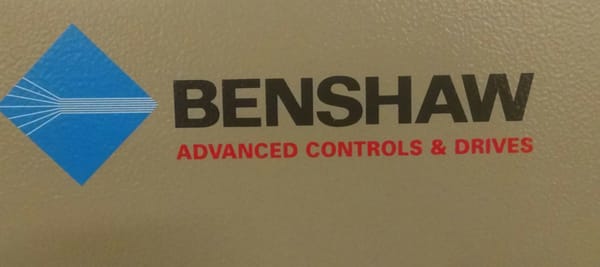 BENSHAW
ADVANCED CONTROLS & DRIVES